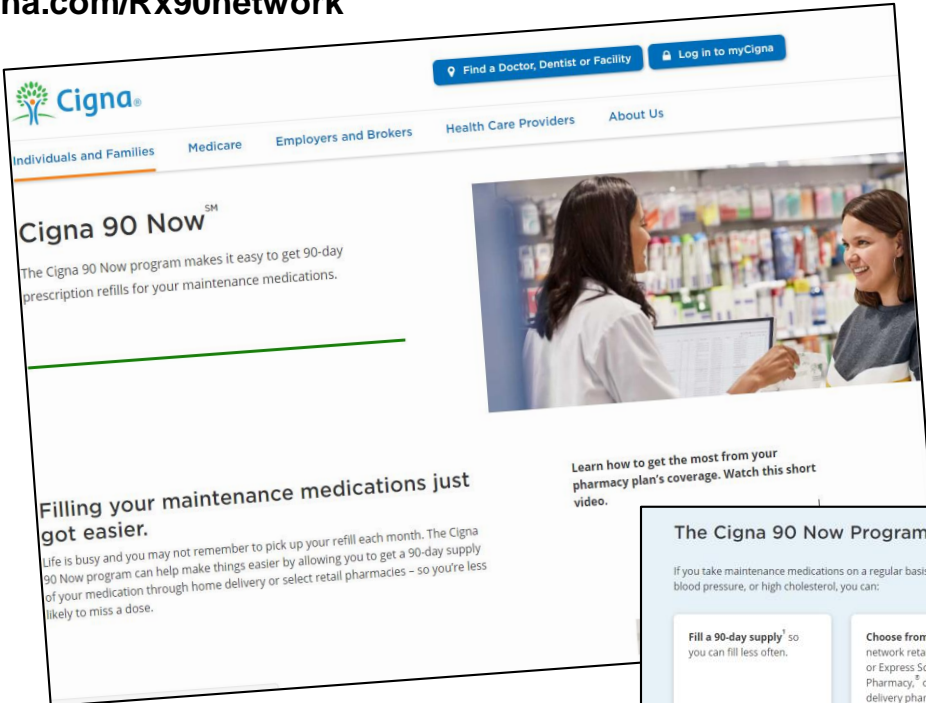 na.com/Rx90network
Cigna®
Find a Doctor, Dentist or Facility
Log in to myCigna
Individuals and Families
Medicare
Employers and Brokers
Health Care Providers
About Us
Cigna 90 Now℠
The Cigna 90 Now program makes it easy to get 90-day
prescription refills for your maintenance medications.
Filling your maintenance medications just
got easier.
Life is busy and you may not remember to pick up your refill each month. The Cigna
90 Now program can help make things easier by allowing you to get a 90-day supply
of your medication through home delivery or select retail pharmacies – so you're less
likely to miss a dose.
Learn how to get the most from your
pharmacy plan's coverage. Watch this short
video.
The Cigna 90 Now Program
If you take maintenance medications on a regular basis
blood pressure, or high cholesterol, you can:
Fill a 90-day supply† so
you can fill less often.
Choose from
network reta
or Express Sc
Pharmacy,® c
delivery phar